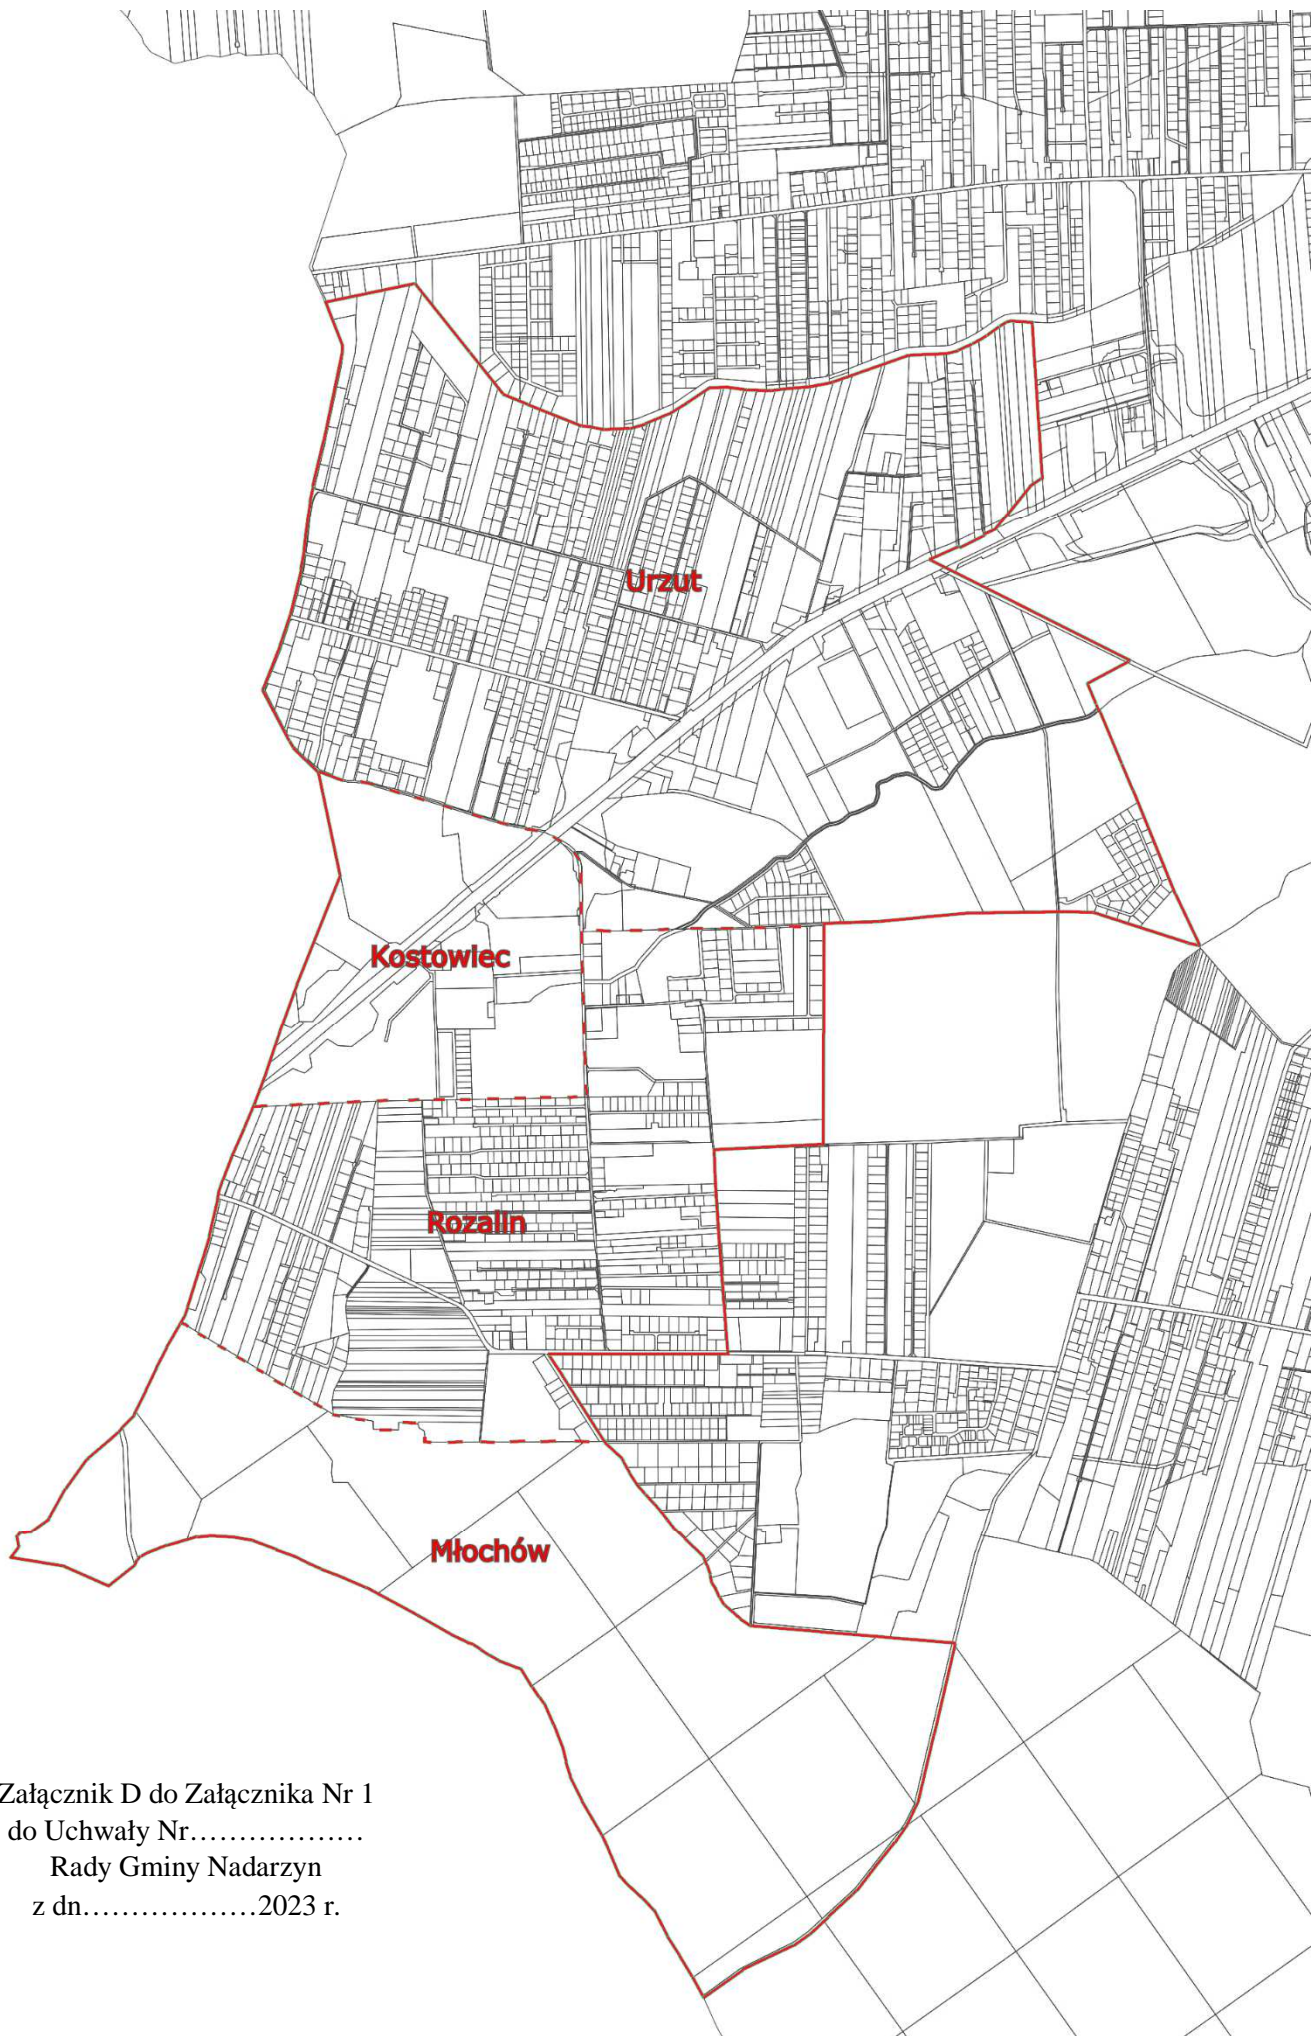 Urzut
Kostowiec
Rozalin
Młochów
Załącznik D do Załącznika Nr 1
do Uchwały Nr………………
Rady Gminy Nadarzyn
z dn………………2023 r.